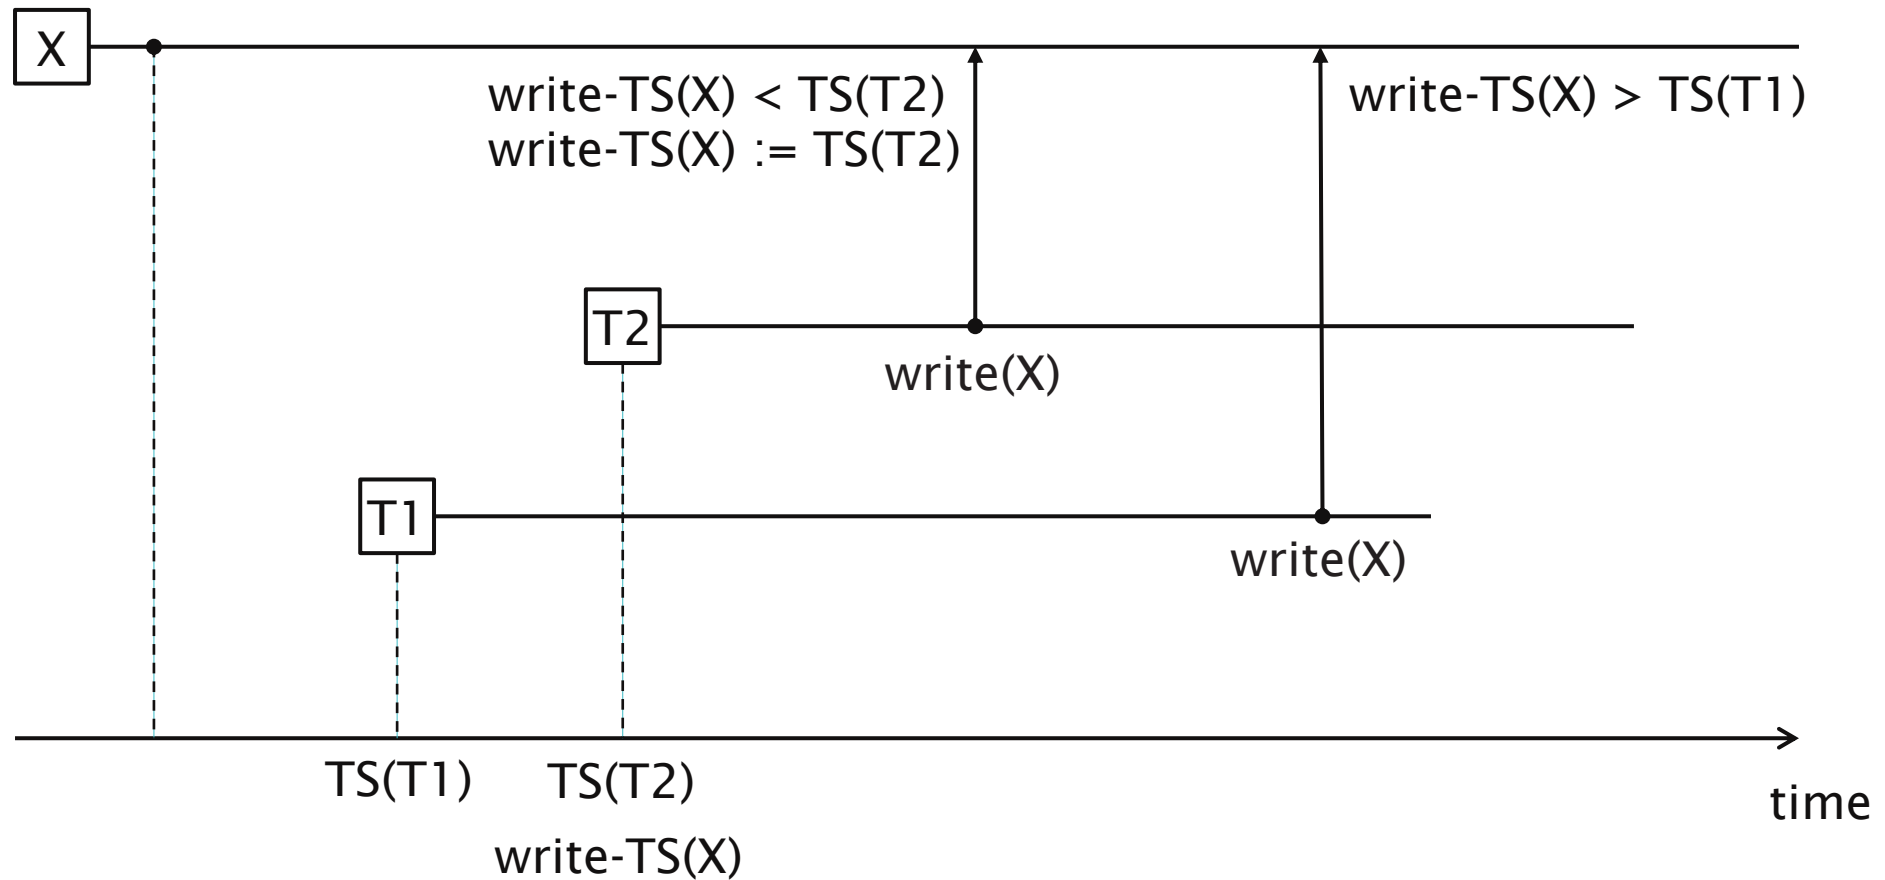 X
write-TS(X) < TS(T2)
write-TS(X) := TS(T2)
write-TS(X) > TS(T1)
T2
write(X)
T1
write(X)
TS(T1)
TS(T2)
time
write-TS(X)